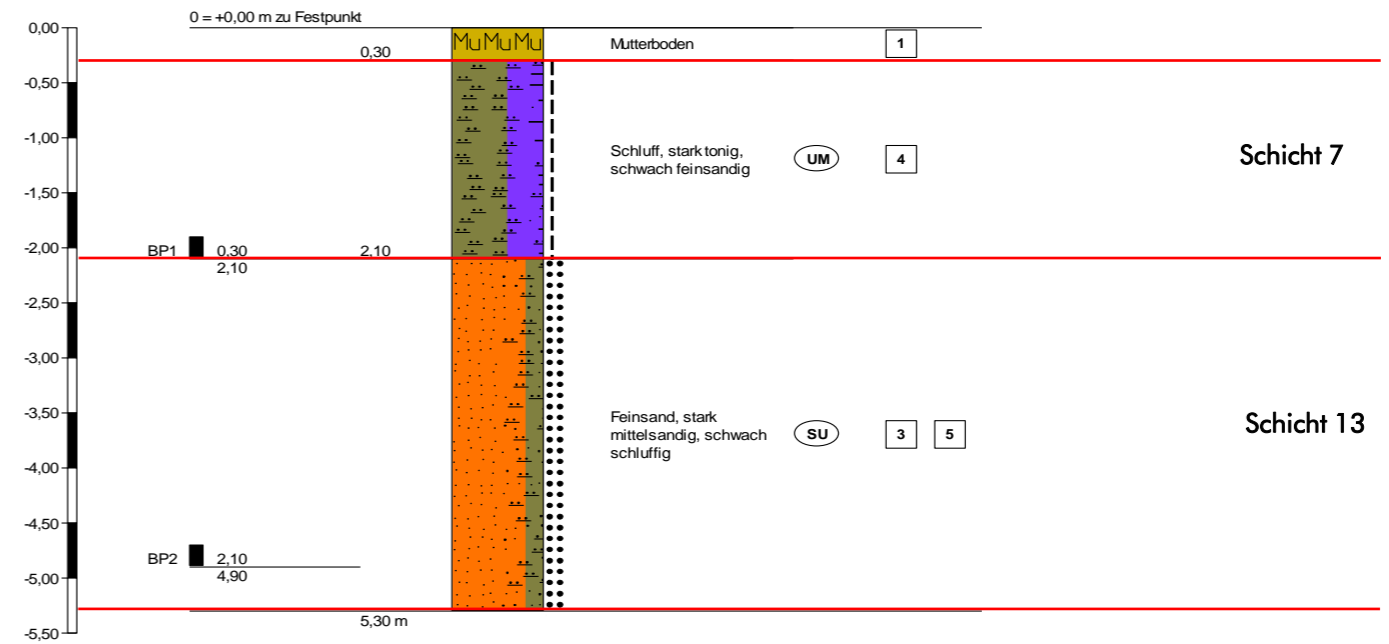 0 = +0,00 m zu Festpunkt
0,00
MuMuMu
Mutterboden
1
0,30
-0,50
-1,00
Schluff, stark tonig,
schwach feinsandig
UM
4
Schicht 7
-1,50
-2,00
BP1
0,30
2,10
2,10
-2,50
-3,00
-3,50
Feinsand, stark
mittelsandig, schwach
schluffig
SU
3
5
Schicht 13
-4,00
-4,50
BP2
2,10
4,90
-5,00
5,30 m
-5,50